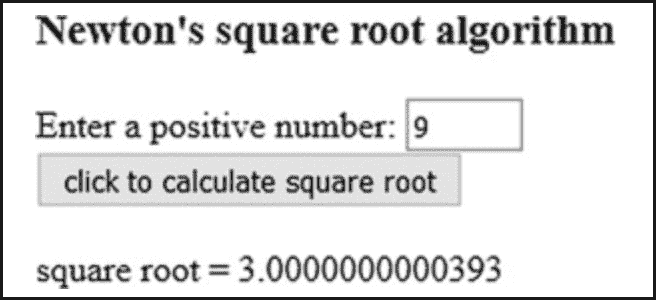 Newton's square root algorithm
Enter a positive number: 9
click to calculate square root
square root = 3.0000000000393